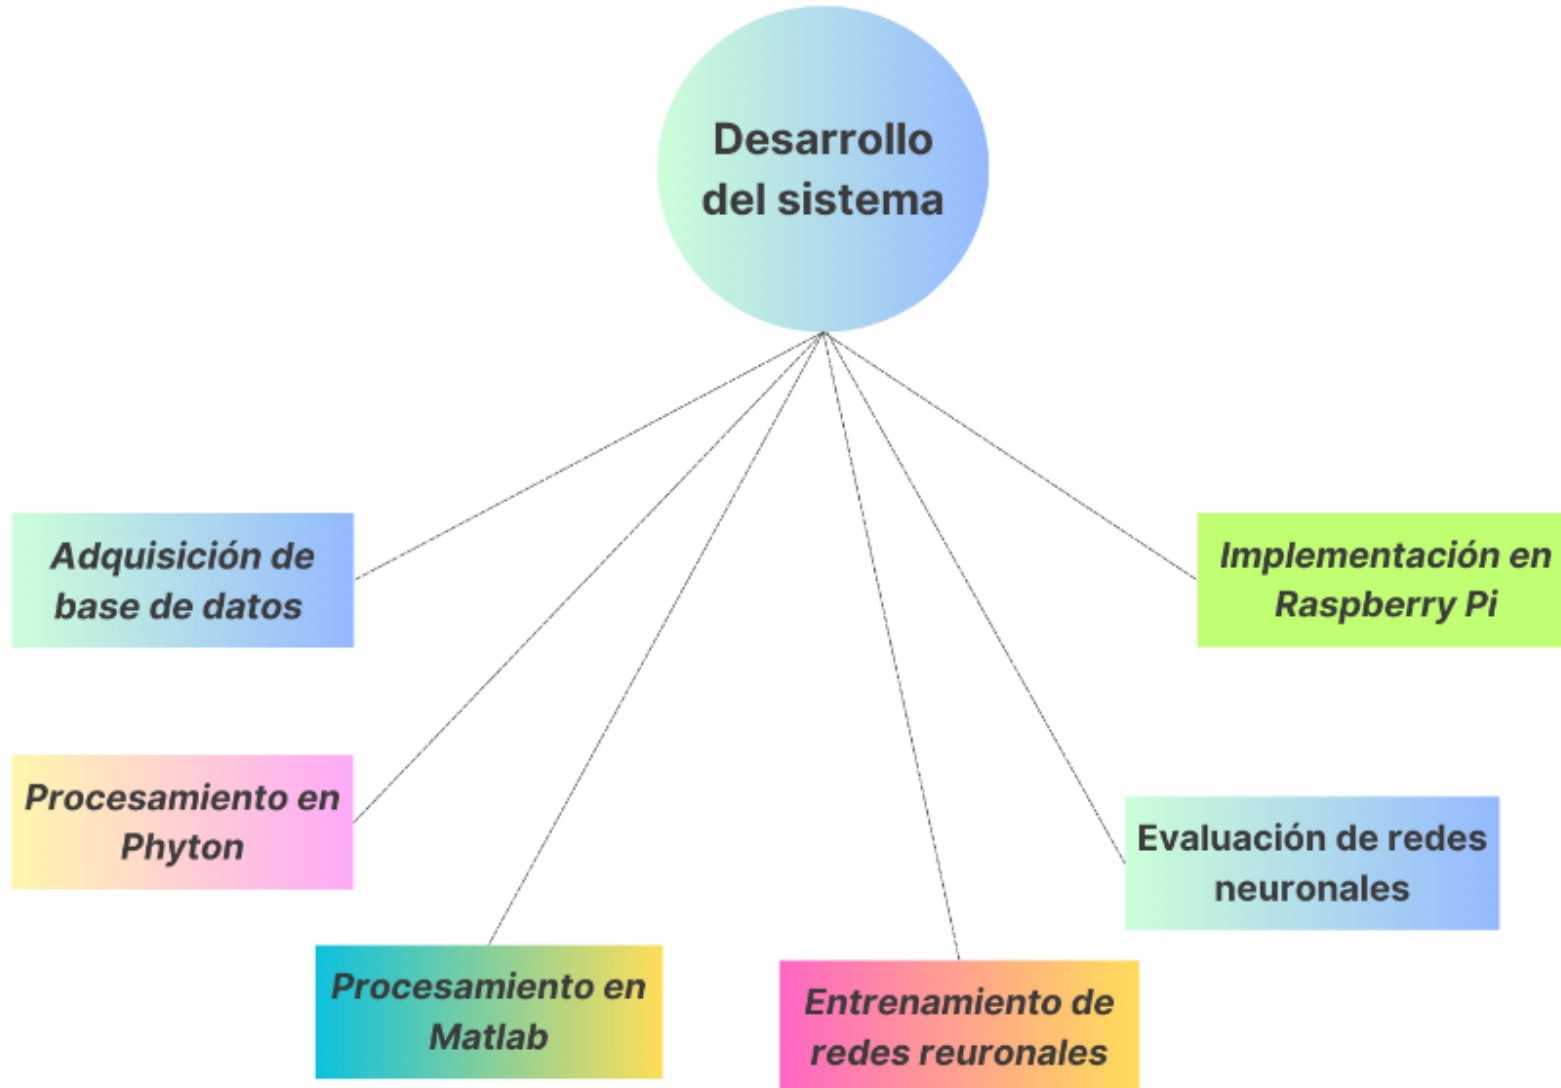 Desarrollo
del sistema
Adquisición de
base de datos
Procesamiento en
Phyton
Procesamiento en
Matlab
Entrenamiento de
redes reuronales
Evaluación de redes
neuronales
Implementación en
Raspberry Pi